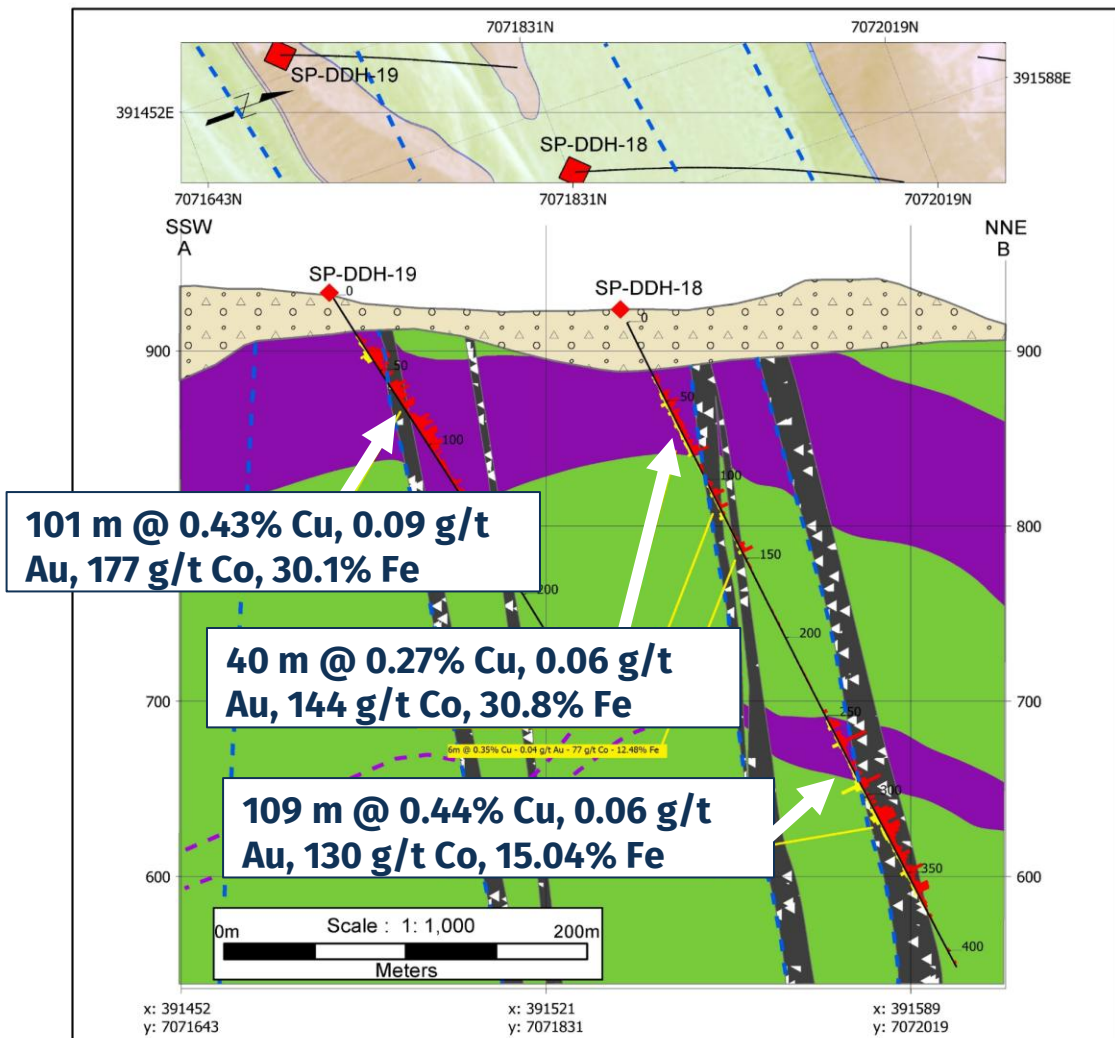 7071831N
7072019N
SP-DDH-19
391588E
391452E
N
SP-DDH-18
7071643N
7071831N
7072019N
SSW
A
NNE
B
SP-DDH-19
0
SP-DDH-18
0
900
900
50
50
100
100
101 m @ 0.43% Cu, 0.09 g/t
Au, 177 g/t Co, 30.1% Fe
800
150
200
200
40 m @ 0.27% Cu, 0.06 g/t
Au, 144 g/t Co, 30.8% Fe
700
700
250
6m @ 0.35% Cu - 0.04 g/t Au - 77 g/t Co - 12.48% Fe
109 m @ 0.44% Cu, 0.06 g/t
Au, 130 g/t Co, 15.04% Fe
300
350
600
600
Scale : 1: 1,000
0m
200m
Meters
400
x: 391452
y: 7071643
x: 391521
y: 7071831
x: 391589
y: 7072019